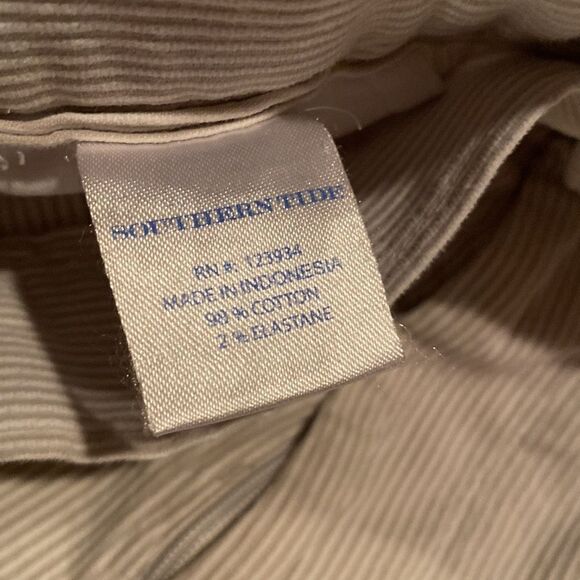 SOUTHERN TIDE
RN #: 123934
MADE IN INDONESIA
98 % COTTON
2 % ELASTANE